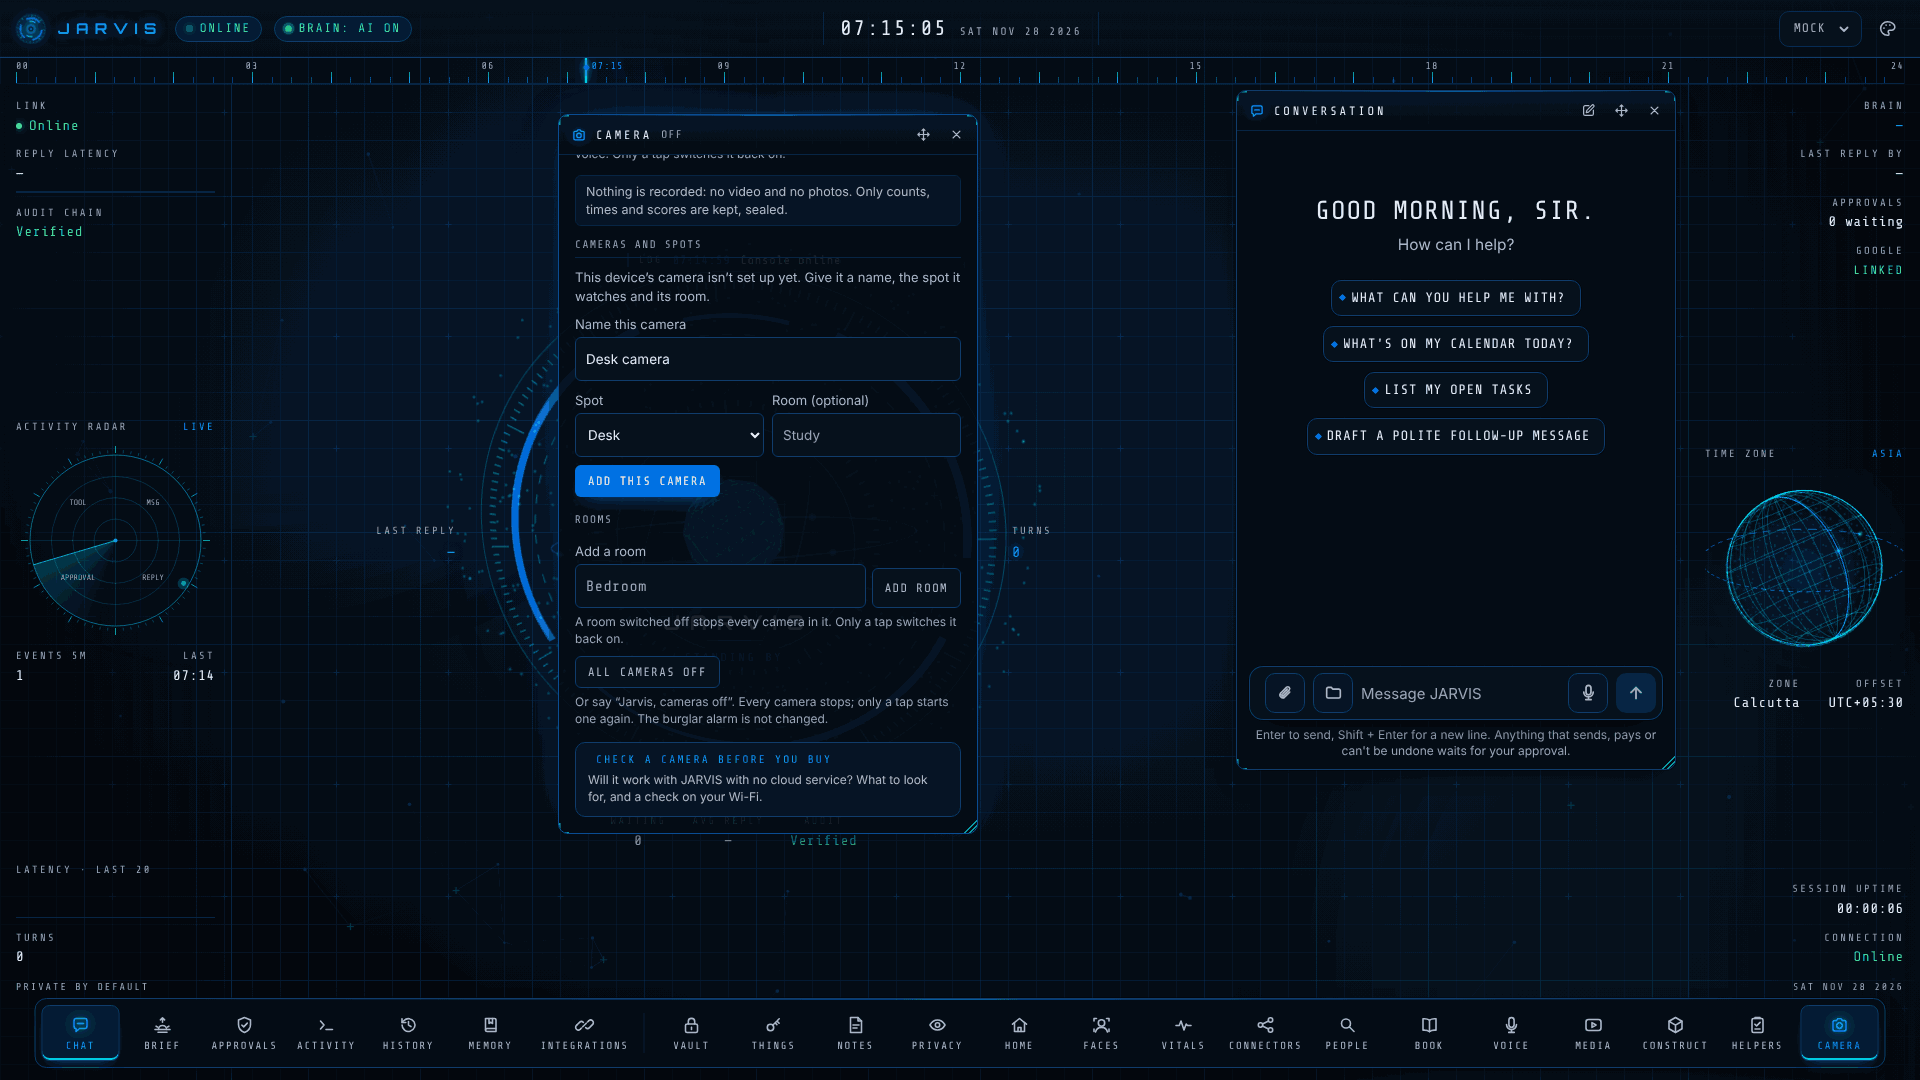 JARVIS
ONLINE
BRAIN: AI ON
07:15:05 SAT NOV 28 2026
MOCK
00 03 06 07:15 09 12 15 18 21 24
LINK
Online
REPLY LATENCY
—
AUDIT CHAIN
Verified
ACTIVITY RADAR LIVE
TOOL MSG
APPROVAL REPLY
EVENTS 5M LAST
1 07:14
LATENCY · LAST 20
TURNS
0
PRIVATE BY DEFAULT
LAST REPLY
—
CAMERA OFF
voice. Only a tap switches it back on.
Nothing is recorded: no video and no photos. Only counts,
times and scores are kept, sealed.
CAMERAS AND SPOTS
Console online
This device’s camera isn’t set up yet. Give it a name, the spot it
watches and its room.
Name this camera
Desk camera
Spot Room (optional)
Desk Study
ADD THIS CAMERA
ROOMS
Add a room
Bedroom ADD ROOM
A room switched off stops every camera in it. Only a tap switches it
back on.
ALL CAMERAS OFF
Or say “Jarvis, cameras off”. Every camera stops; only a tap starts
one again. The burglar alarm is not changed.
CHECK A CAMERA BEFORE YOU BUY
Will it work with JARVIS with no cloud service? What to look
for, and a check on your Wi-Fi.
WAITING AVG REPLY AUDIT
0 — Verified
TURNS
0
CONVERSATION
GOOD MORNING, SIR.
How can I help?
WHAT CAN YOU HELP ME WITH?
WHAT'S ON MY CALENDAR TODAY?
LIST MY OPEN TASKS
DRAFT A POLITE FOLLOW-UP MESSAGE
Message JARVIS
Enter to send, Shift + Enter for a new line. Anything that sends, pays or
can't be undone waits for your approval.
BRAIN
—
LAST REPLY BY
—
APPROVALS
0 waiting
GOOGLE
LINKED
TIME ZONE ASIA
ZONE OFFSET
Calcutta UTC+05:30
SESSION UPTIME
00:00:06
CONNECTION
Online
SAT NOV 28 2026
CHAT BRIEF APPROVALS ACTIVITY HISTORY MEMORY INTEGRATIONS VAULT THINGS NOTES PRIVACY HOME FACES VITALS CONNECTORS PEOPLE BOOK VOICE MEDIA CONSTRUCT HELPERS CAMERA